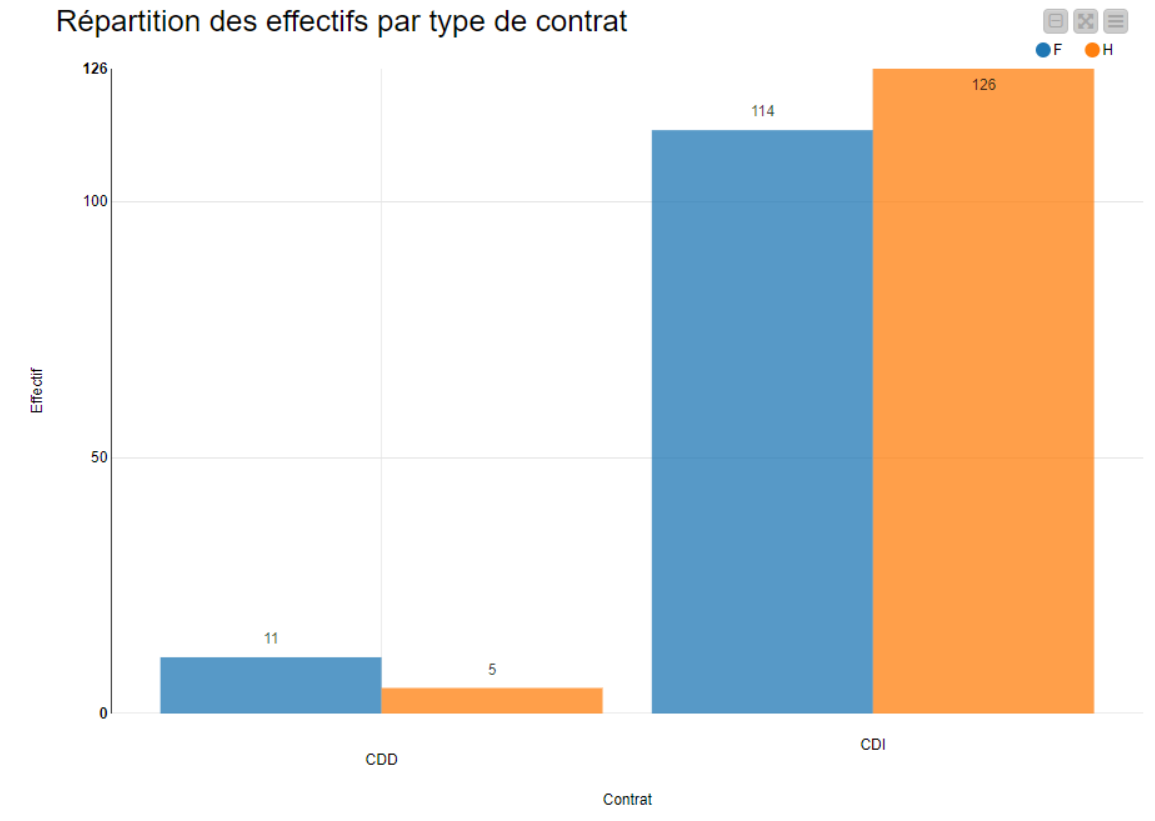 Répartition des effectifs par type de contrat
F H
126
126
114
100
Effectif
50
11
5
0
CDI
CDD
Contrat